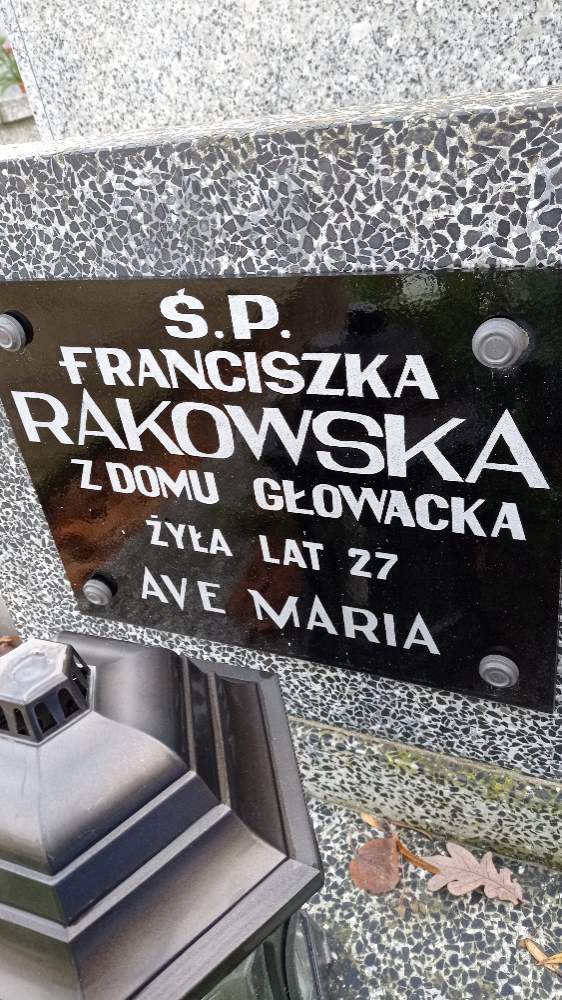 Ś.P.
FRANCISZKA
RAKOWSKA
Z DOMU GŁOWACKA
ŻYŁA LAT 27
AVE MARIA